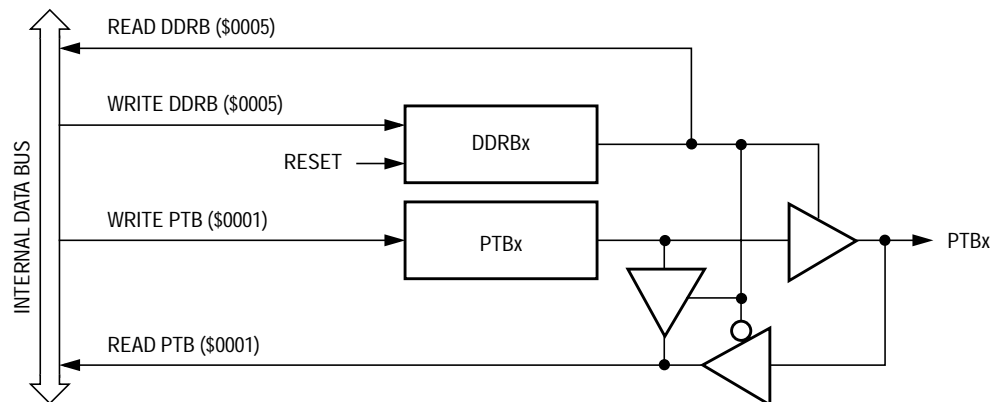 READ DDRB ($0005)
WRITE DDRB ($0005)
DDRBx
RESET
INTERNAL DATA BUS
WRITE PTB ($0001)
PTBx
PTBx
READ PTB ($0001)